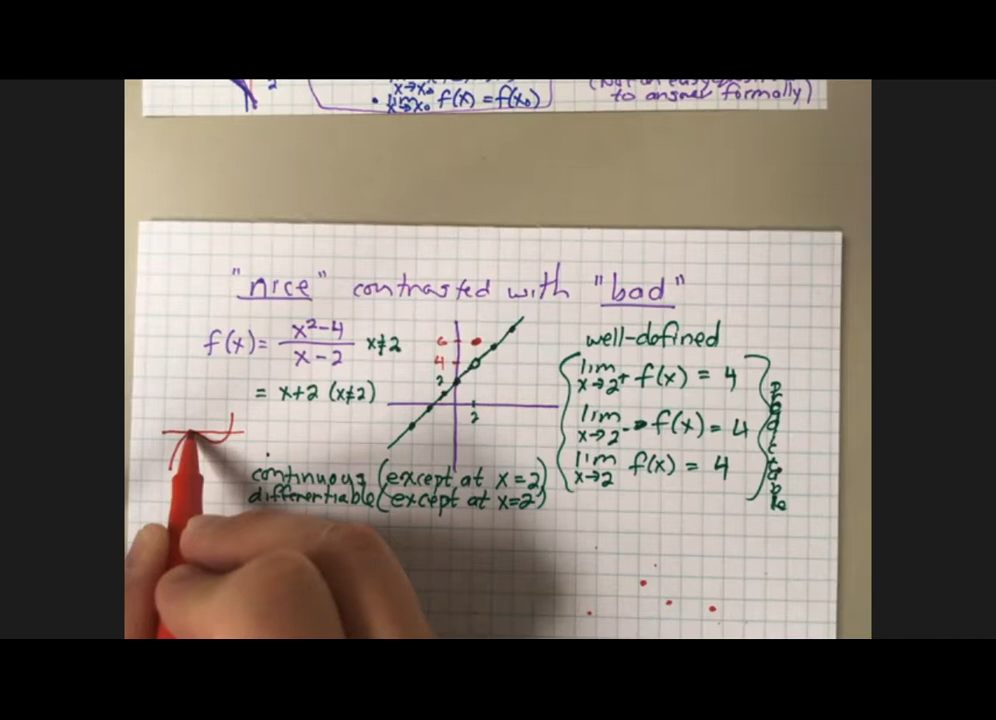 2
x→x₀
• lim x→x₀ f(x) = f(x₀)
to answer formally)
"nice" contrasted with "bad"
f(x) = x²-4 / x-2 x≠2
= x+2 (x≠2)
6
4
2
2
well-defined
lim x→2⁺ f(x) = 4
lim x→2⁻ f(x) = 4
lim x→2 f(x) = 4
continuous (except at x=2)
differentiable (except at x=2)